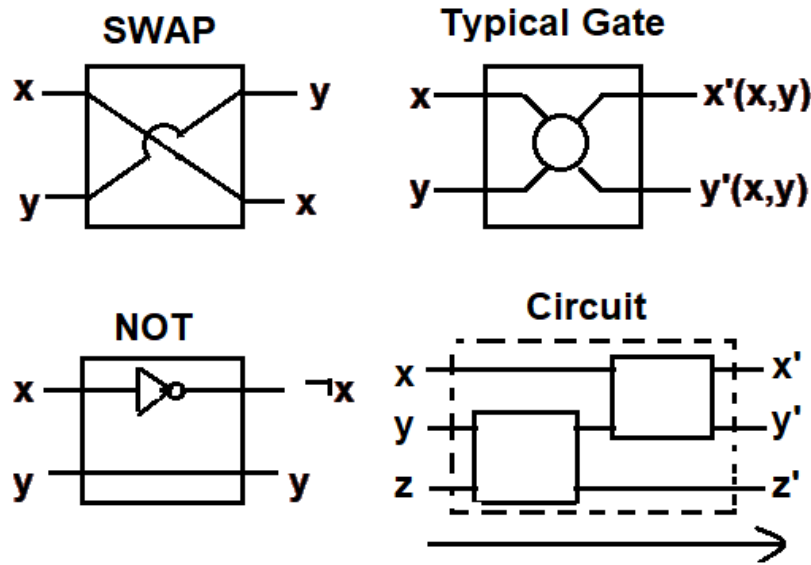 SWAP
x y
y x
Typical Gate
x x'(x,y)
y y'(x,y)
NOT
x ¬x
y y
Circuit
x x'
y y'
z z'